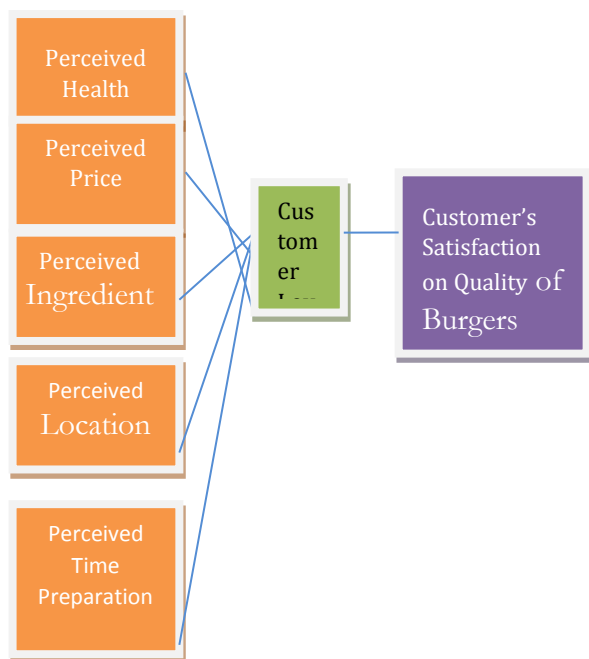 Perceived
Health
Perceived
Price
Perceived
Ingredient
Perceived
Location
Perceived
Time
Preparation
Cus
tom
er
Customer's
Satisfaction
on Quality of
Burgers